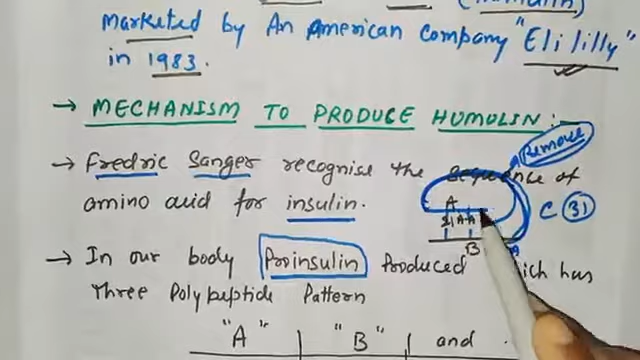 marketed by An American company "Eli lilly"
in 1983.
→ MECHANISM TO PRODUCE HUMULIN :-
Remove
→ Fredric Sanger recognise the sequence of
amino acid for insulin.
A
C 31
21 A A
B
→ In our body Proinsulin Produced which has
Three Polypeptide Pattern
"A" | "B" | and